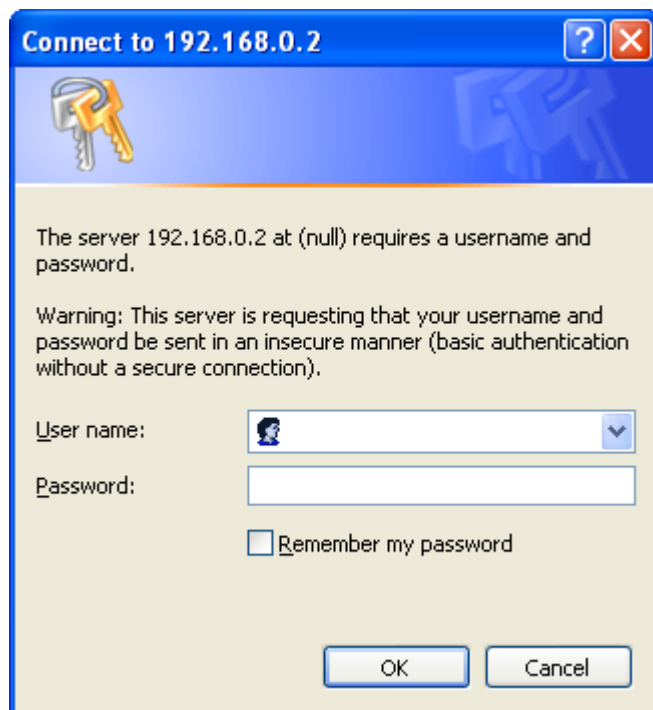 Connect to 192.168.0.2
The server 192.168.0.2 at (null) requires a username and
password.
Warning: This server is requesting that your username and
password be sent in an insecure manner (basic authentication
without a secure connection).
User name:
Password:
Remember my password
OK Cancel